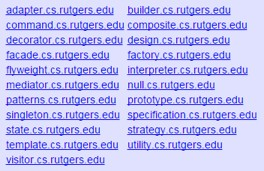 adapter.cs.rutgers.edu builder.cs.rutgers.edu
command.cs.rutgers.edu composite.cs.rutgers.edu
decorator.cs.rutgers.edu design.cs.rutgers.edu
facade.cs.rutgers.edu factory.cs.rutgers.edu
flyweight.cs.rutgers.edu interpreter.cs.rutgers.edu
mediator.cs.rutgers.edu null.cs.rutgers.edu
patterns.cs.rutgers.edu prototype.cs.rutgers.edu
singleton.cs.rutgers.edu specification.cs.rutgers.edu
state.cs.rutgers.edu strategy.cs.rutgers.edu
template.cs.rutgers.edu utility.cs.rutgers.edu
visitor.cs.rutgers.edu